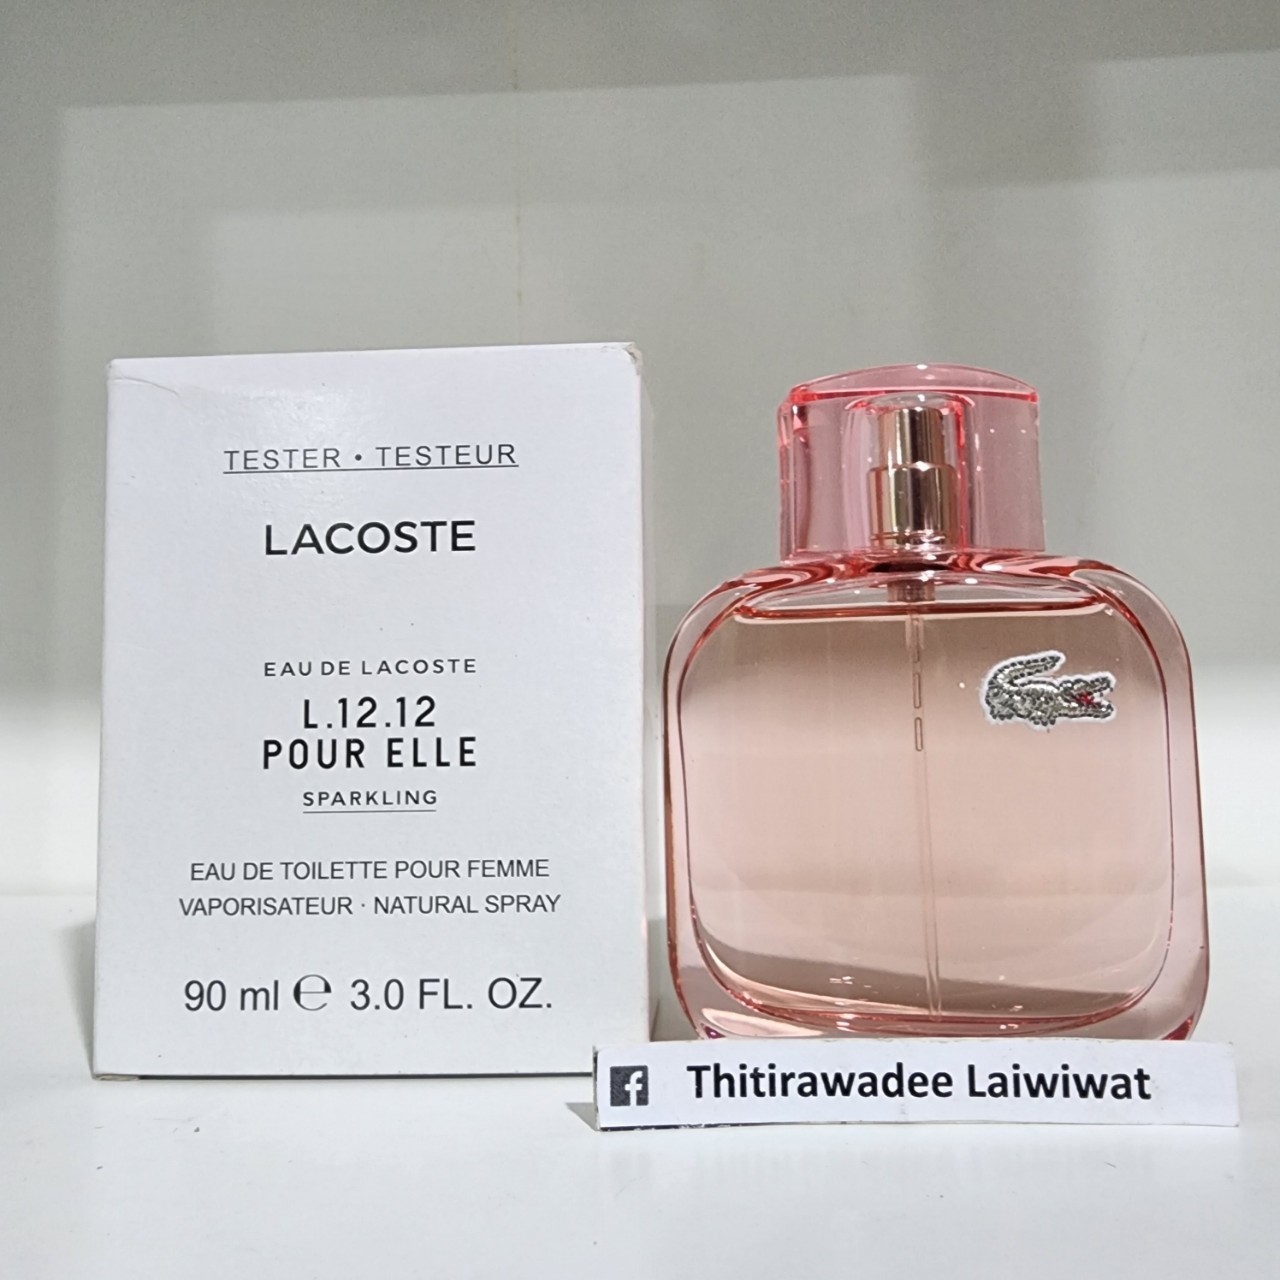 TESTER • TESTEUR
LACOSTE
EAU DE LACOSTE
L.12.12
POUR ELLE
SPARKLING
EAU DE TOILETTE POUR FEMME
VAPORISATEUR · NATURAL SPRAY
90 ml ℮ 3.0 FL. OZ.
f Thitirawadee Laiwiwat